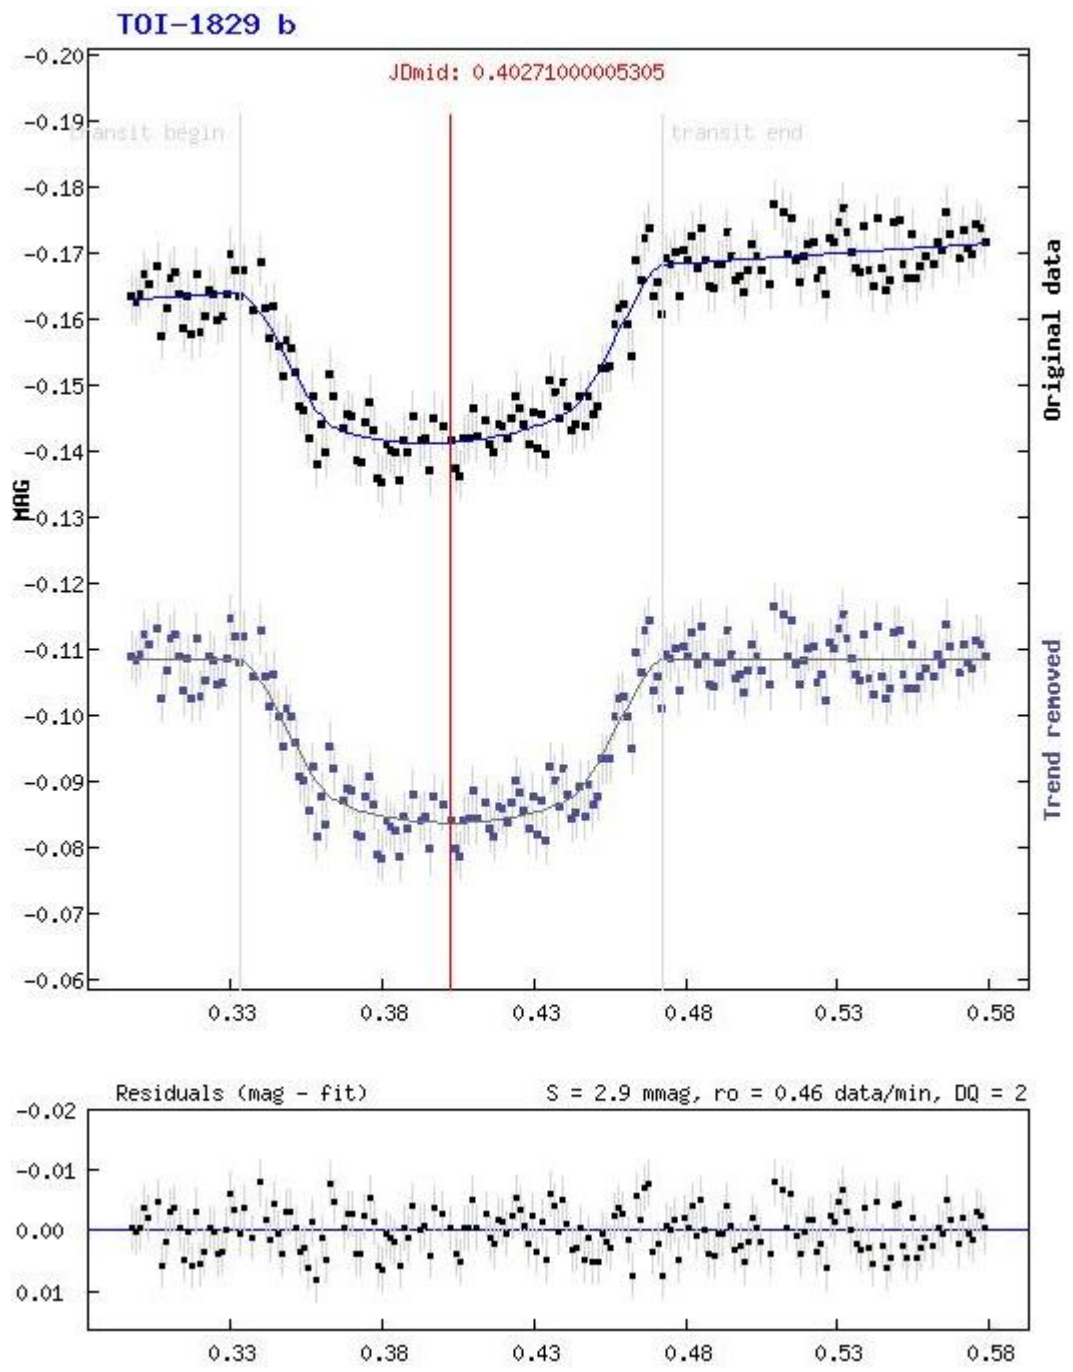 TOI-1829 b
JDmid: 0.40271000005305
transit begin
transit end
-0.20
-0.19
-0.18
-0.17
-0.16
-0.15
-0.14
-0.13
-0.12
-0.11
-0.10
-0.09
-0.08
-0.07
-0.06
MAG
Original data
Trend removed
0.33 0.38 0.43 0.48 0.53 0.58
Residuals (mag - fit) S = 2.9 mmag, ro = 0.46 data/min, DQ = 2
-0.02
-0.01
0.00
0.01
0.33 0.38 0.43 0.48 0.53 0.58